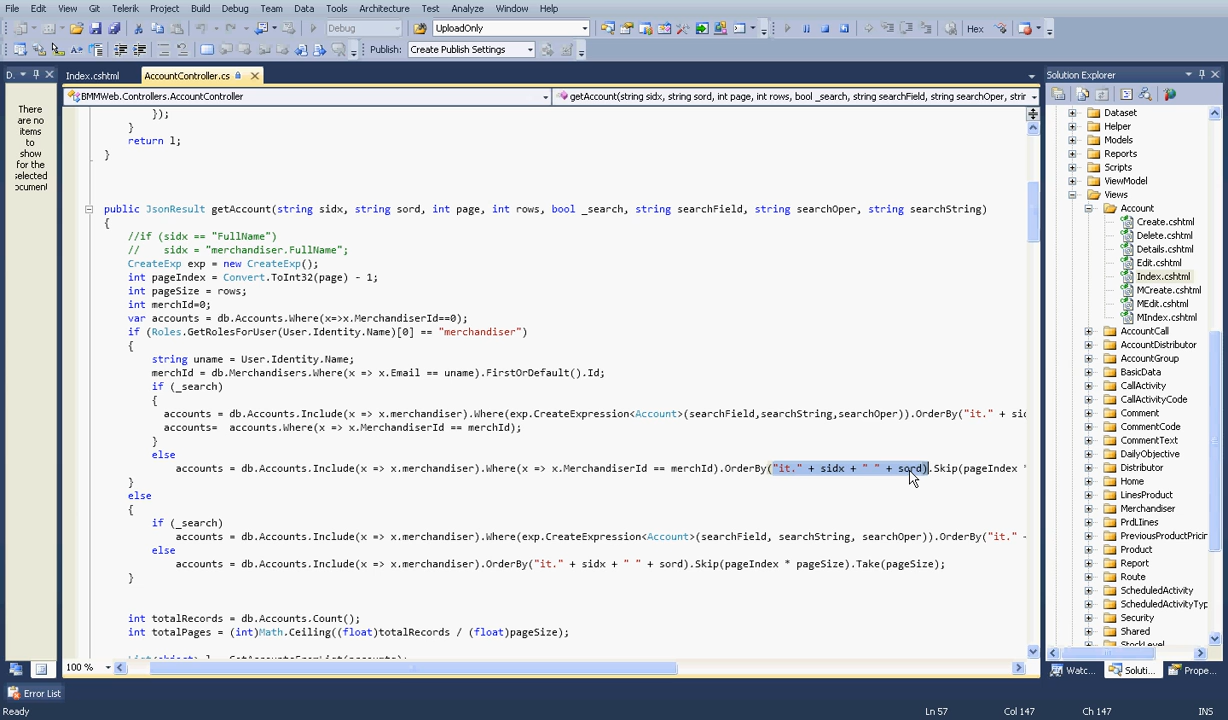 File Edit View Git Telerik Project Build Debug Team Data Tools Architecture Test Analyze Window Help
Debug UploadOnly Hex
Publish: Create Publish Settings
D. Index.cshtml AccountController.cs Solution Explorer
BMMWeb.Controllers.AccountController getAccount(string sidx, string sord, int page, int rows, bool _search, string searchField, string searchOper, strir
There
are no
items
to
show
for the
selected
documen
});
}
return l;
}
public JsonResult getAccount(string sidx, string sord, int page, int rows, bool _search, string searchField, string searchOper, string searchString)
{
//if (sidx == "FullName")
//    sidx = "merchandiser.FullName";
CreateExp exp = new CreateExp();
int pageIndex = Convert.ToInt32(page) - 1;
int pageSize = rows;
int merchId=0;
var accounts = db.Accounts.Where(x=>x.MerchandiserId==0);
if (Roles.GetRolesForUser(User.Identity.Name)[0] == "merchandiser")
{
string uname = User.Identity.Name;
merchId = db.Merchandisers.Where(x => x.Email == uname).FirstOrDefault().Id;
if (_search)
{
accounts = db.Accounts.Include(x => x.merchandiser).Where(exp.CreateExpression<Account>(searchField,searchString,searchOper)).OrderBy("it." + sid
accounts=  accounts.Where(x => x.MerchandiserId == merchId);
}
else
accounts = db.Accounts.Include(x => x.merchandiser).Where(x => x.MerchandiserId == merchId).OrderBy("it." + sidx + " " + sord).Skip(pageIndex *
}
else
{
if (_search)
accounts = db.Accounts.Include(x => x.merchandiser).Where(exp.CreateExpression<Account>(searchField, searchString, searchOper)).OrderBy("it." +
else
accounts = db.Accounts.Include(x => x.merchandiser).OrderBy("it." + sidx + " " + sord).Skip(pageIndex * pageSize).Take(pageSize);
}
int totalRecords = db.Accounts.Count();
int totalPages = (int)Math.Ceiling((float)totalRecords / (float)pageSize);
100 %
Dataset
Helper
Models
Reports
Scripts
ViewModel
Views
Account
Create.cshtml
Delete.cshtml
Details.cshtml
Edit.cshtml
Index.cshtml
MCreate.cshtml
MEdit.cshtml
MIndex.cshtml
AccountCall
AccountDistributor
AccountGroup
BasicData
CallActivity
CallActivityCode
Comment
CommentCode
CommentText
DailyObjective
Distributor
Home
LinesProduct
Merchandiser
PrdLInes
PreviousProductPricir
Product
Report
Route
ScheduledActivity
ScheduledActivityTyp
Security
Shared
StockLevel
Watc... Soluti... Prope...
Error List
Ready Ln 57 Col 147 Ch 147 INS